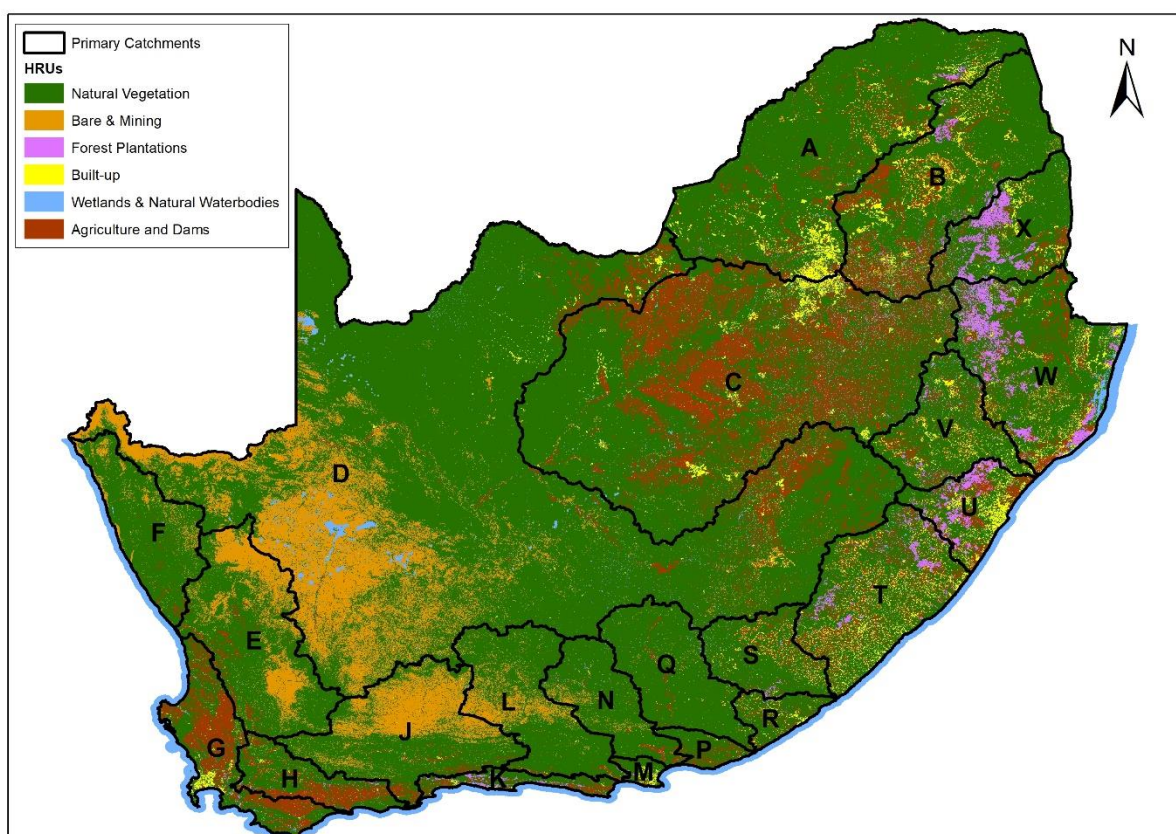 Primary Catchments
HRUs
Natural Vegetation
Bare & Mining
Forest Plantations
Built-up
Wetlands & Natural Waterbodies
Agriculture and Dams
N
A
B
X
C
W
V
D
U
F
T
E
S
Q
L
N
R
J
G
P
M
H
K